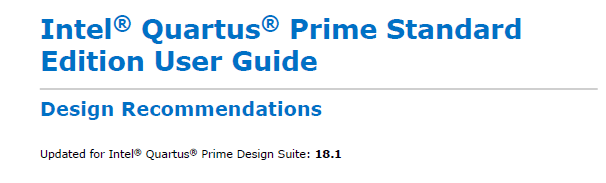 Intel® Quartus® Prime Standard
Edition User Guide
Design Recommendations
Updated for Intel® Quartus® Prime Design Suite: 18.1